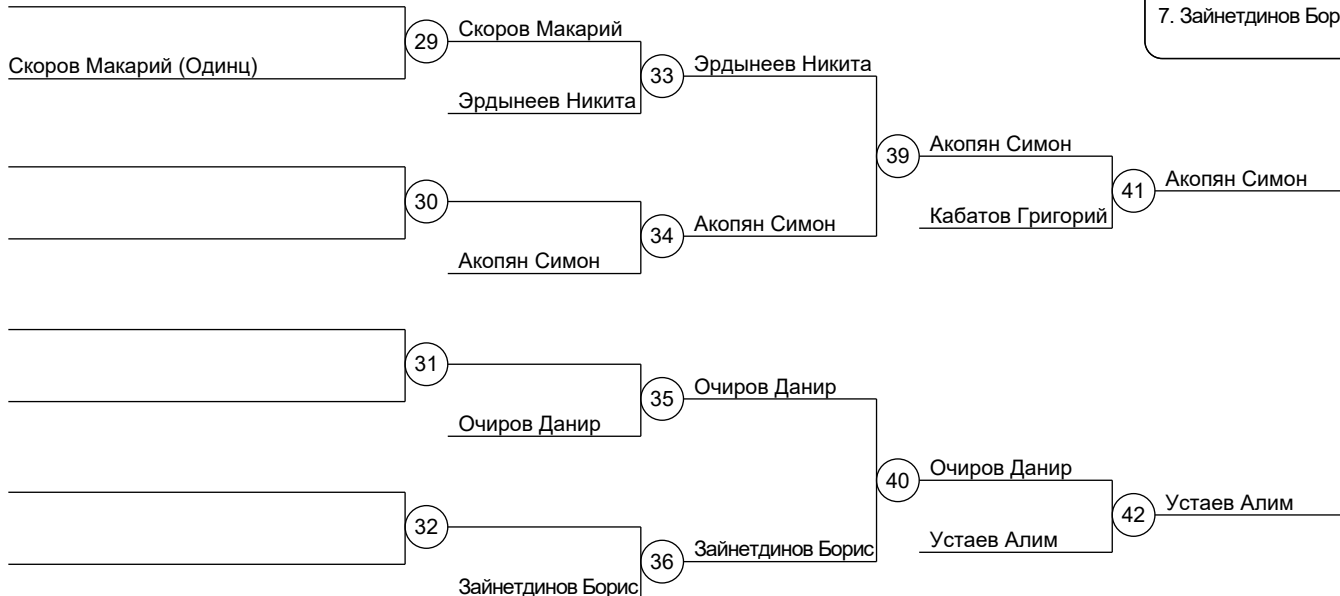 7. Зайнетдинов Бор
29
Скоров Макарий
Скоров Макарий (Одинц)
33
Эрдынеев Никита
Эрдынеев Никита
39
Акопян Симон
30
41
Акопян Симон
Кабатов Григорий
34
Акопян Симон
Акопян Симон
31
35
Очиров Данир
Очиров Данир
40
Очиров Данир
32
42
Устаев Алим
Устаев Алим
36
Зайнетдинов Борис
Зайнетдинов Борис